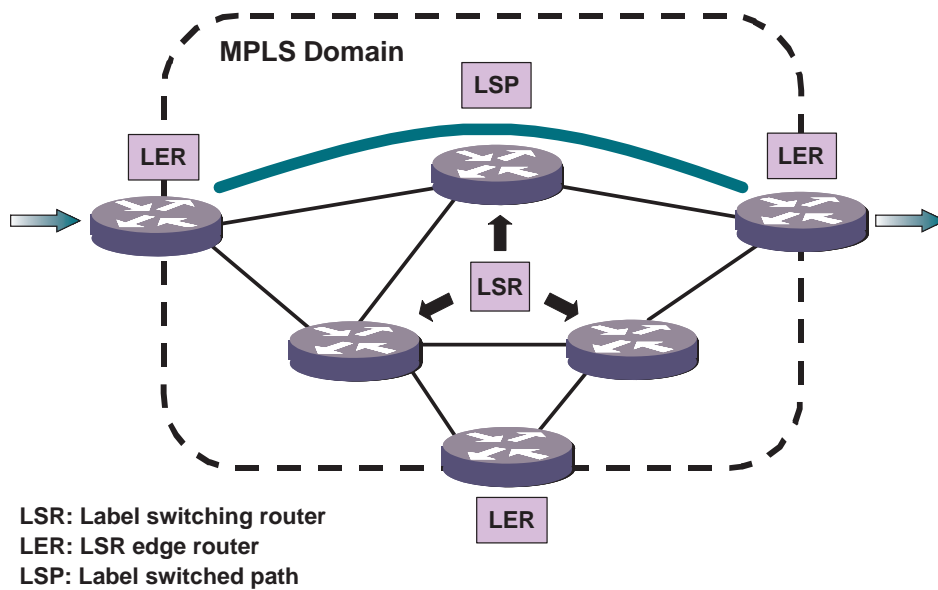 MPLS Domain
LSP
LER
LER
LSR
LER
LSR: Label switching router
LER: LSR edge router
LSP: Label switched path